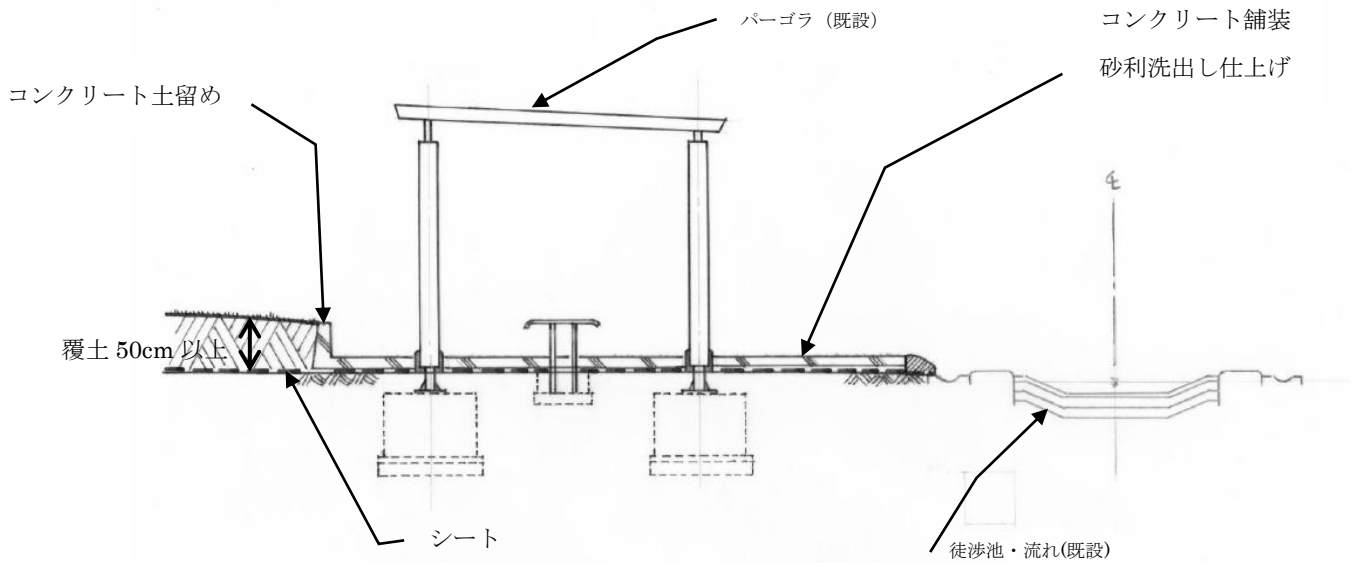 パーゴラ（既設）
コンクリート舗装
砂利洗出し仕上げ
コンクリート土留め
℄
覆土 50cm 以上
シート
徒渉池・流れ(既設)